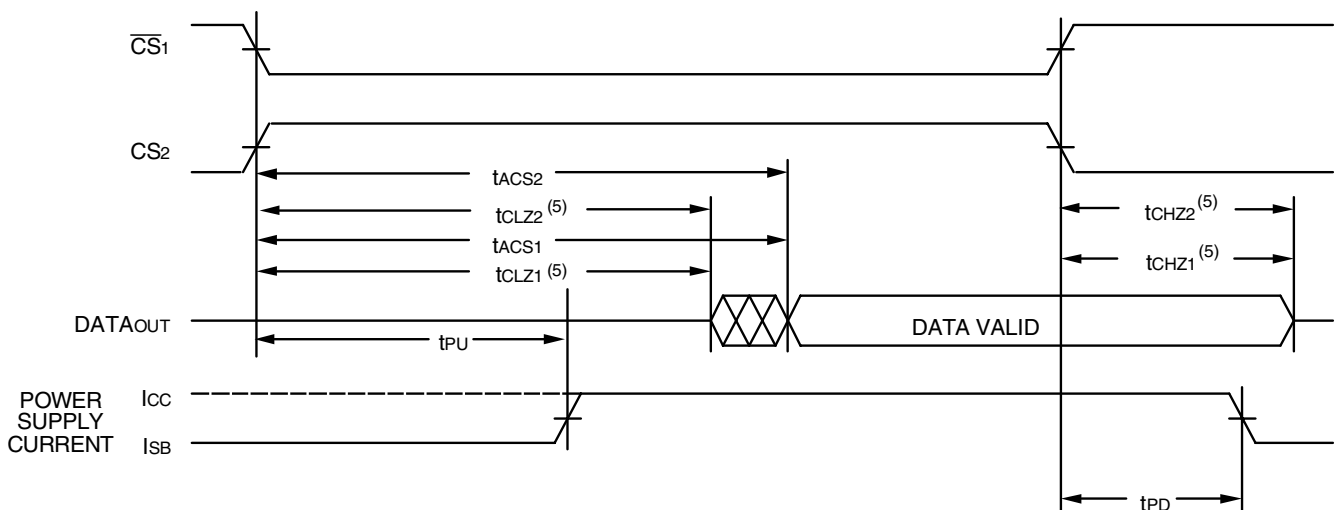 CS1
CS2
tACS2
tCLZ2 (5)
tCHZ2 (5)
tACS1
tCLZ1 (5)
tCHZ1 (5)
DATAOUT
DATA VALID
tPU
POWER SUPPLY CURRENT
ICC
ISB
tPD